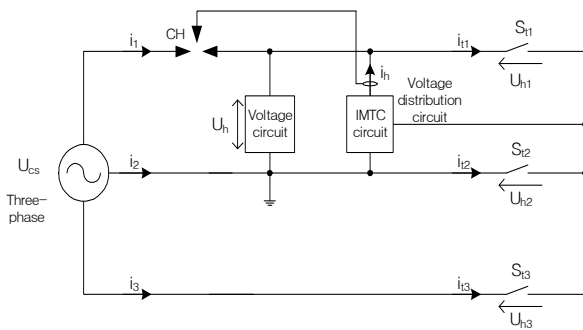 i1
CH
it1
St1
ih
Uh1
Voltage
distribution
circuit
Uh
Voltage
circuit
IMTC
circuit
Ucs
Three-
phase
i2
it2
St2
Uh2
i3
it3
St3
Uh3